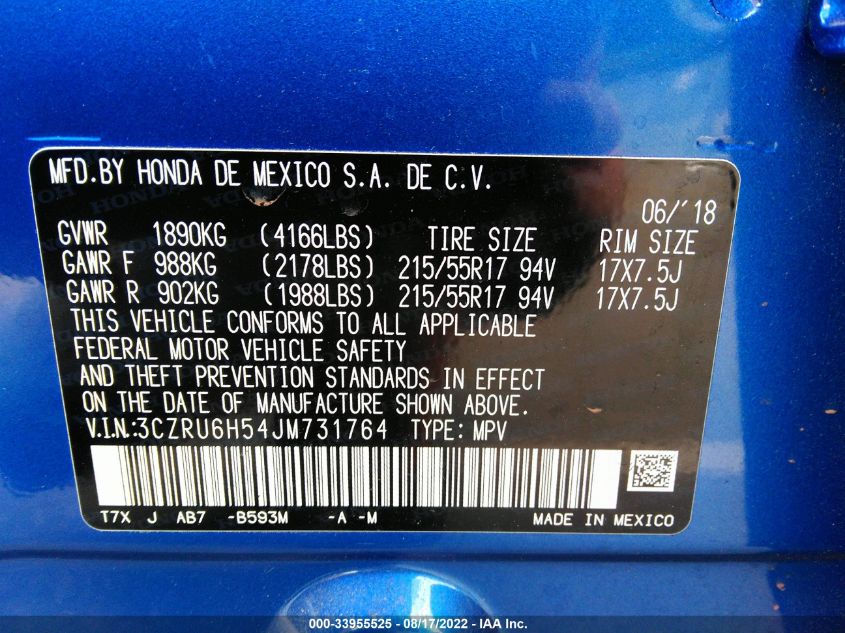 MFD.BY HONDA DE MEXICO S.A. DE C.V.
06/'18
GVWR 1890KG (4166LBS) TIRE SIZE RIM SIZE
GAWR F 988KG (2178LBS) 215/55R17 94V 17X7.5J
GAWR R 902KG (1988LBS) 215/55R17 94V 17X7.5J
THIS VEHICLE CONFORMS TO ALL APPLICABLE
FEDERAL MOTOR VEHICLE SAFETY
AND THEFT PREVENTION STANDARDS IN EFFECT
ON THE DATE OF MANUFACTURE SHOWN ABOVE.
V.I.N.:3CZRU6H54JM731764 TYPE: MPV
T7X J AB7 -B593M -A -M MADE IN MEXICO
000-33955525 - 08/17/2022 - IAA Inc.